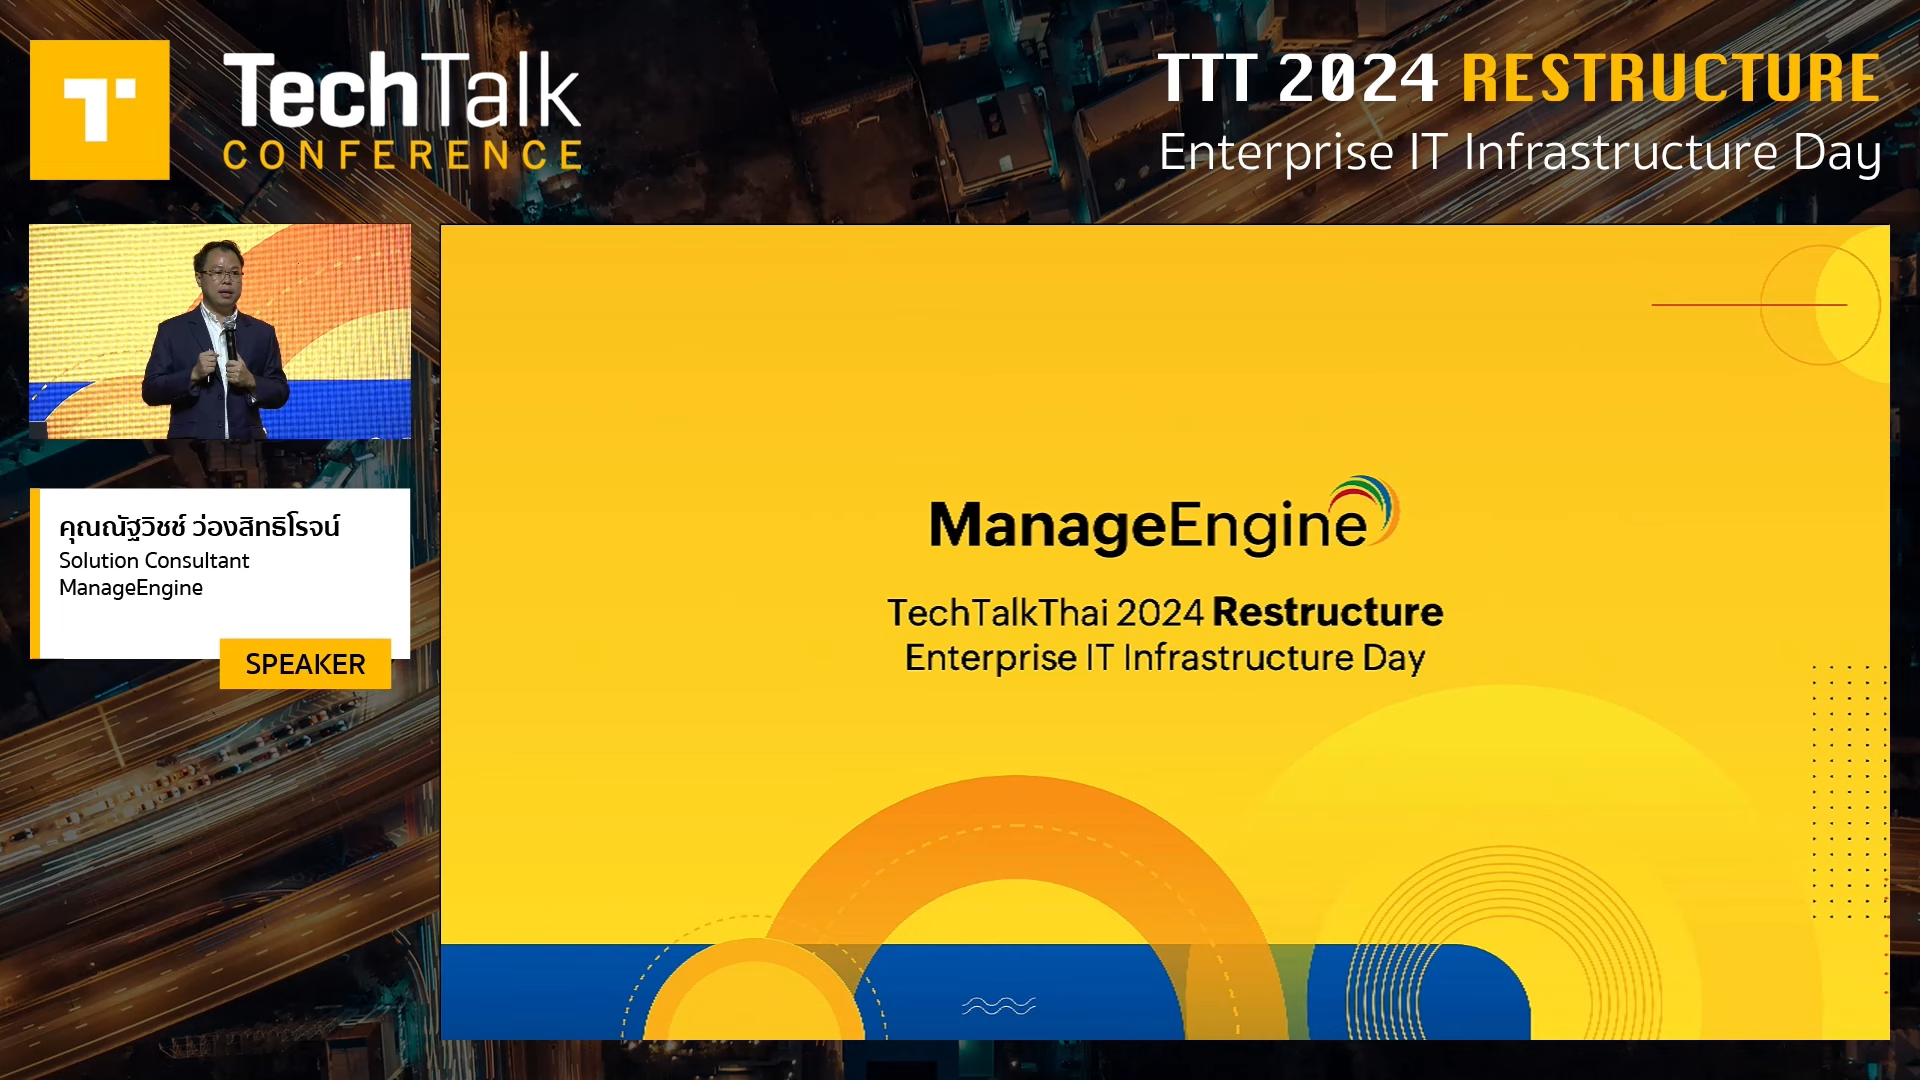 TechTalk
CONFERENCE
TTT 2024 RESTRUCTURE
Enterprise IT Infrastructure Day
คุณณัฐวิชช์ ว่องสิทธิโรจน์
Solution Consultant
ManageEngine
SPEAKER
ManageEngine
TechTalkThai 2024 Restructure
Enterprise IT Infrastructure Day